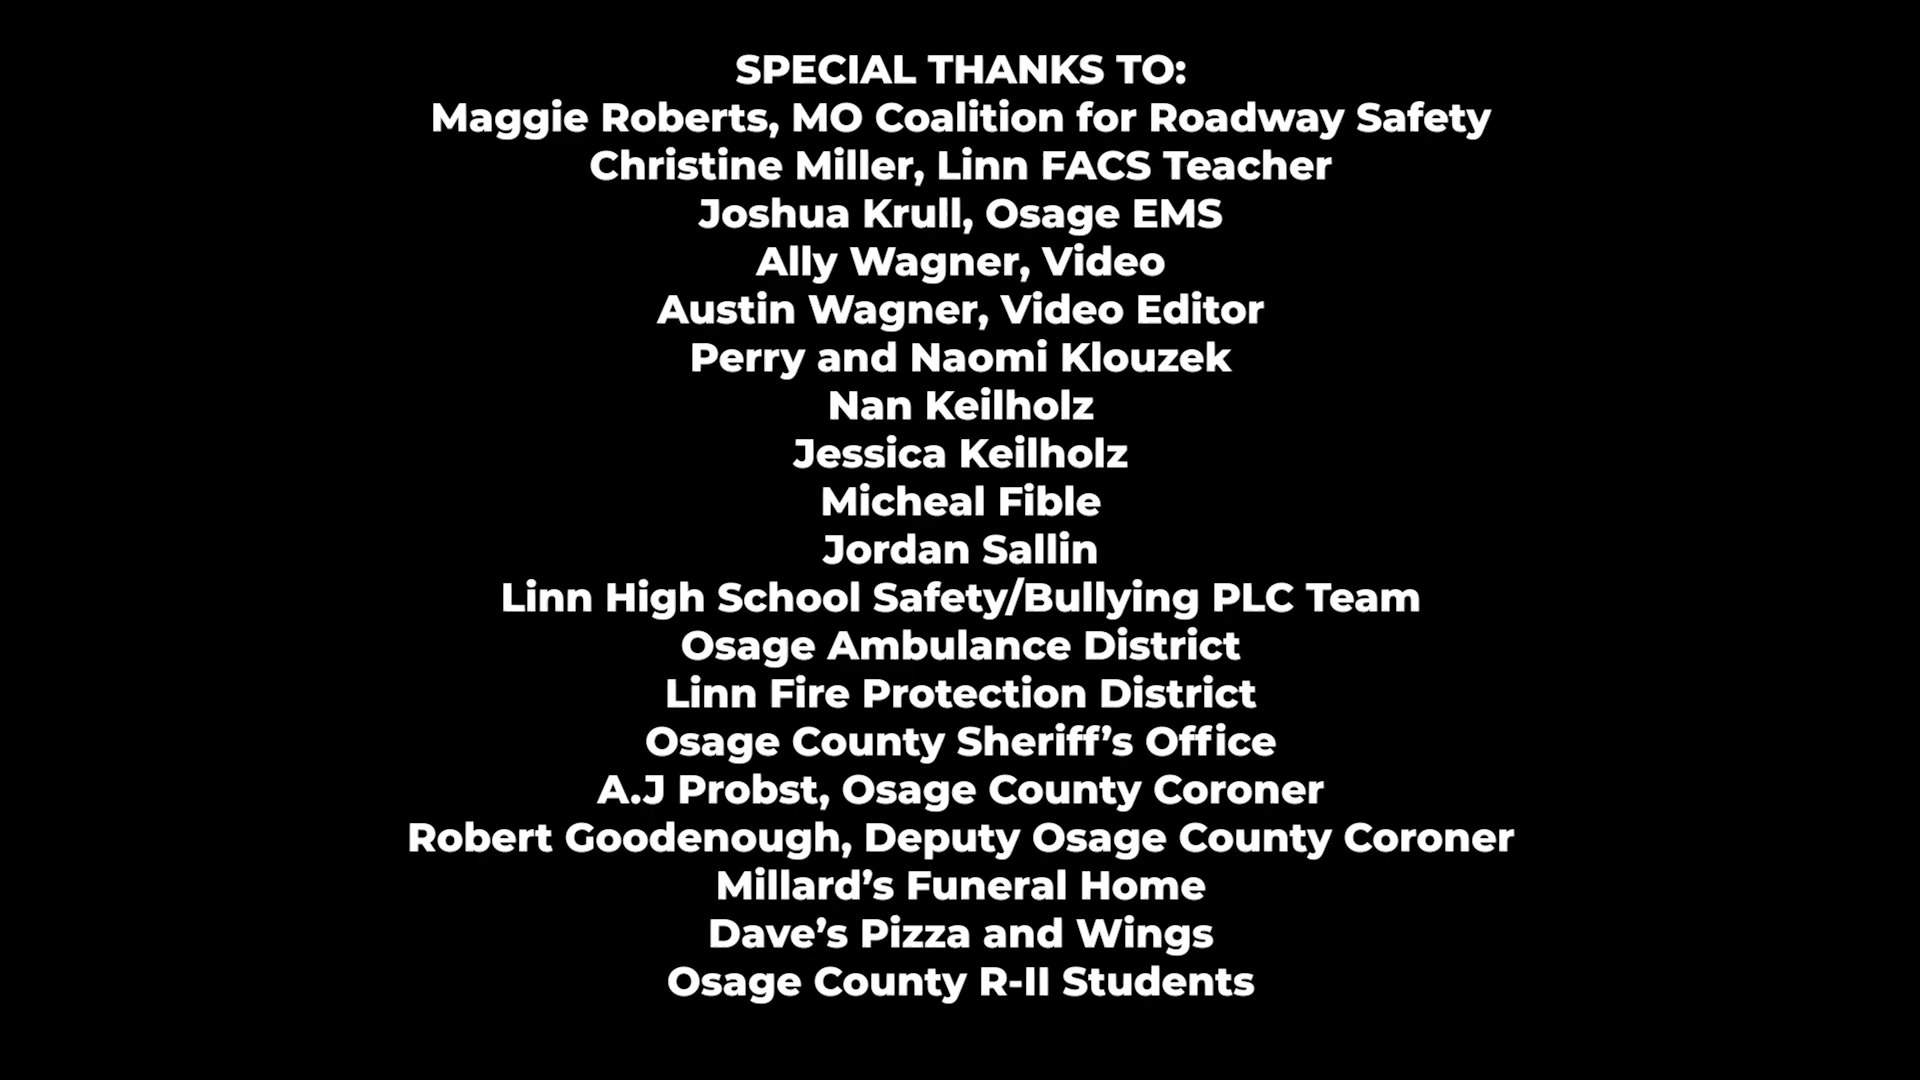 SPECIAL THANKS TO:
Maggie Roberts, MO Coalition for Roadway Safety
Christine Miller, Linn FACS Teacher
Joshua Krull, Osage EMS
Ally Wagner, Video
Austin Wagner, Video Editor
Perry and Naomi Klouzek
Nan Keilholz
Jessica Keilholz
Micheal Fible
Jordan Sallin
Linn High School Safety/Bullying PLC Team
Osage Ambulance District
Linn Fire Protection District
Osage County Sheriff’s Office
A.J Probst, Osage County Coroner
Robert Goodenough, Deputy Osage County Coroner
Millard’s Funeral Home
Dave’s Pizza and Wings
Osage County R-II Students